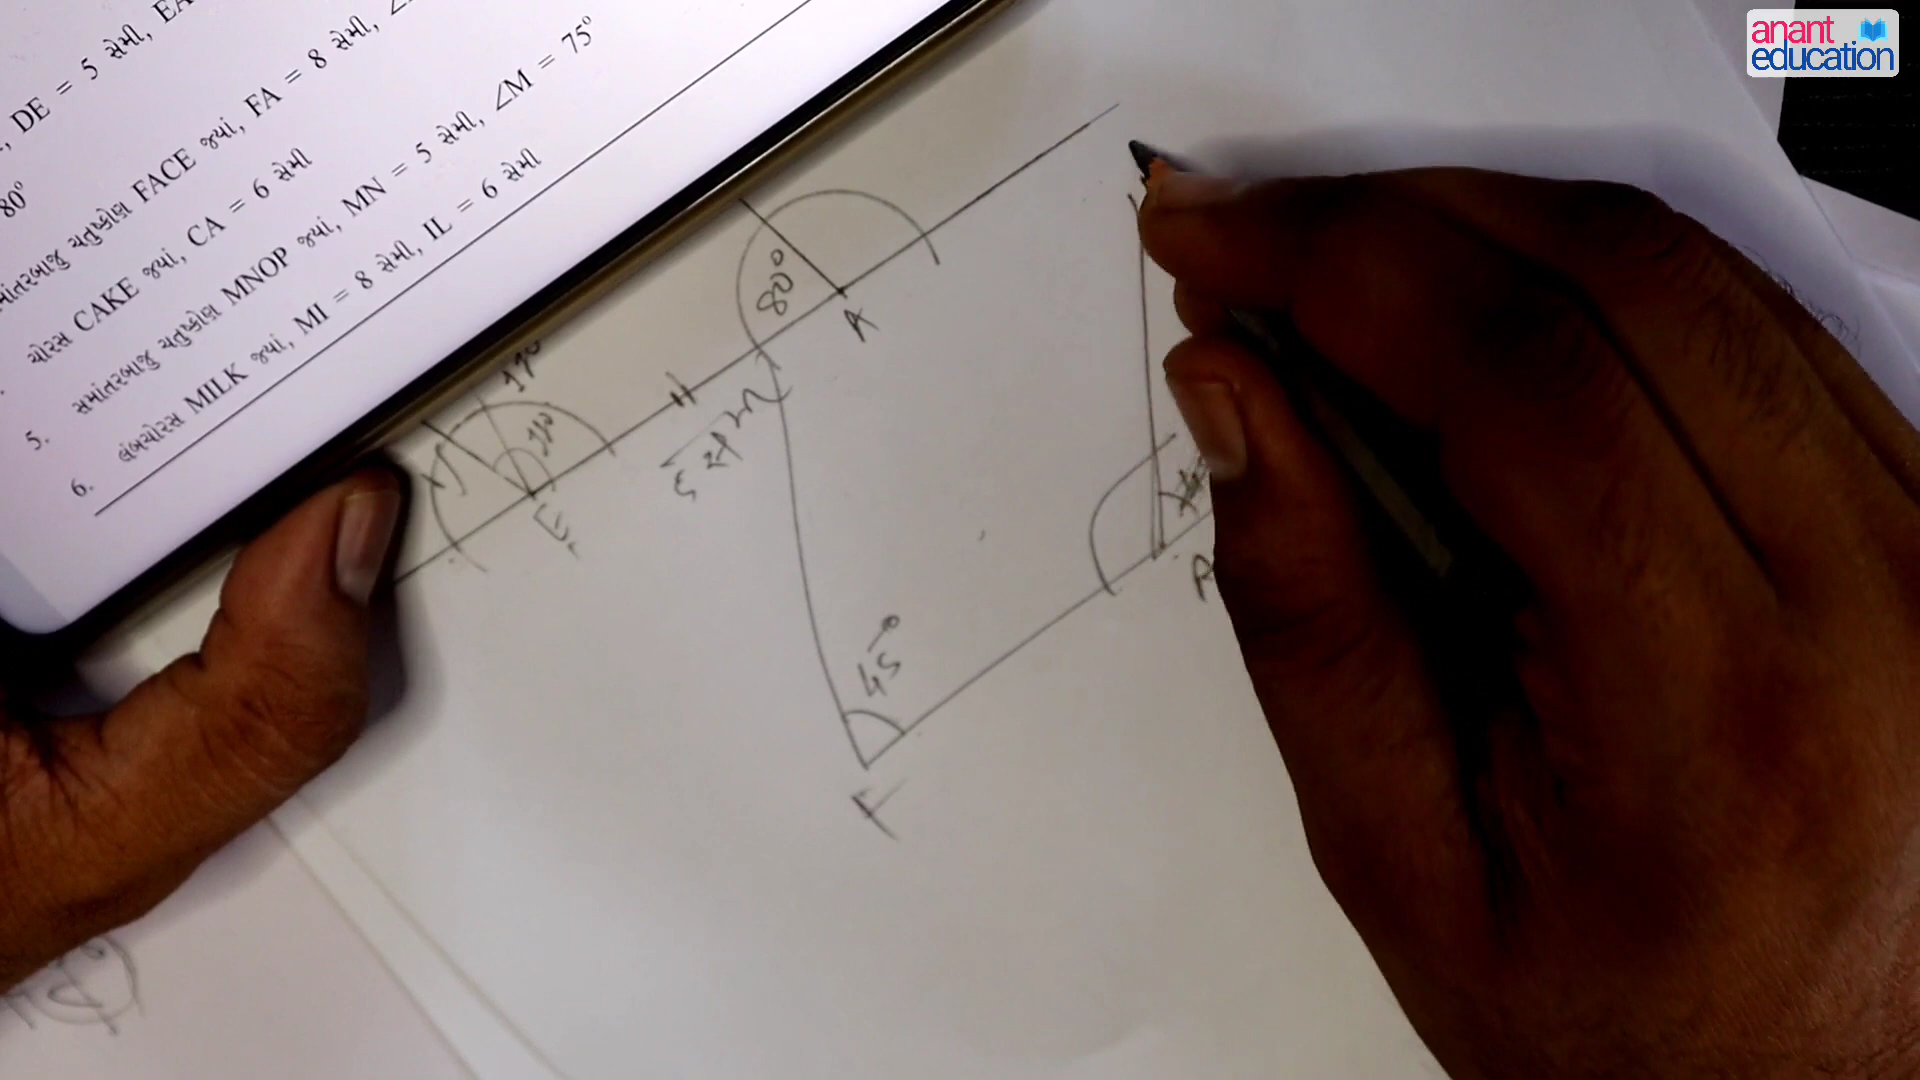 , DE = 5 સેમી,
80°
સમાંતરબાજુ ચતુષ્કોણ FACE જ્યાં, FA = 8 સેમી,
ચોરસ CAKE જ્યાં, CA = 6 સેમી
5. સમાંતરબાજુ ચતુષ્કોણ MNOP જ્યાં, MN = 5 સેમી, ∠M = 75°
6. લંબચોરસ MILK જ્યાં, MI = 8 સેમી, IL = 6 સેમી
80°
A
110
E
45°
F
anant
education